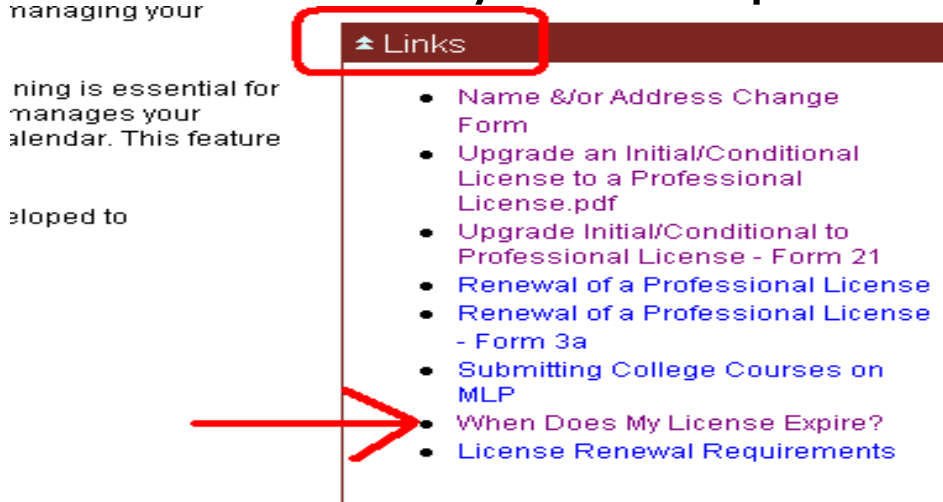 managing your
Links
ning is essential for
manages your
alendar. This feature
eloped to
Name &/or Address Change
Form
Upgrade an Initial/Conditional
License to a Professional
License.pdf
Upgrade Initial/Conditional to
Professional License - Form 21
Renewal of a Professional License
Renewal of a Professional License
- Form 3a
Submitting College Courses on
MLP
When Does My License Expire?
License Renewal Requirements